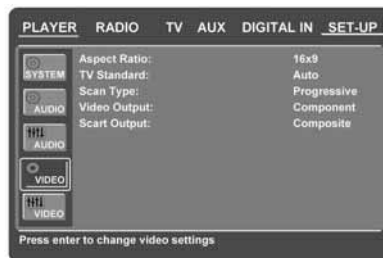 PLAYER RADIO TV AUX DIGITAL IN SET-UP
SYSTEM
AUDIO
AUDIO
VIDEO
VIDEO
Aspect Ratio: 16x9
TV Standard: Auto
Scan Type: Progressive
Video Output: Component
Scart Output: Composite
Press enter to change video settings